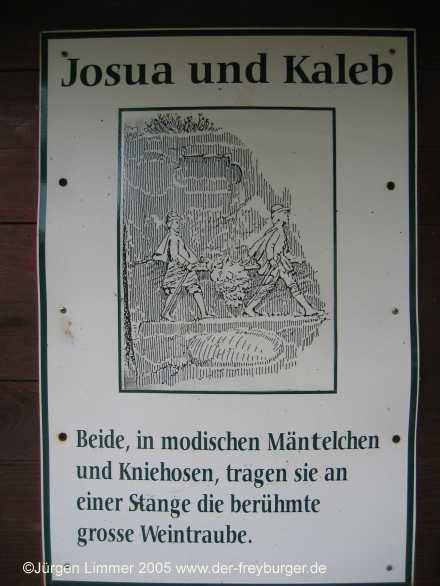 Josua und Kaleb
Beide, in modischen Mäntelchen
und Kniehosen, tragen sie an
einer Stange die berühmte
grosse Weintraube.
©Jürgen Limmer 2005 www.der-freyburger.de